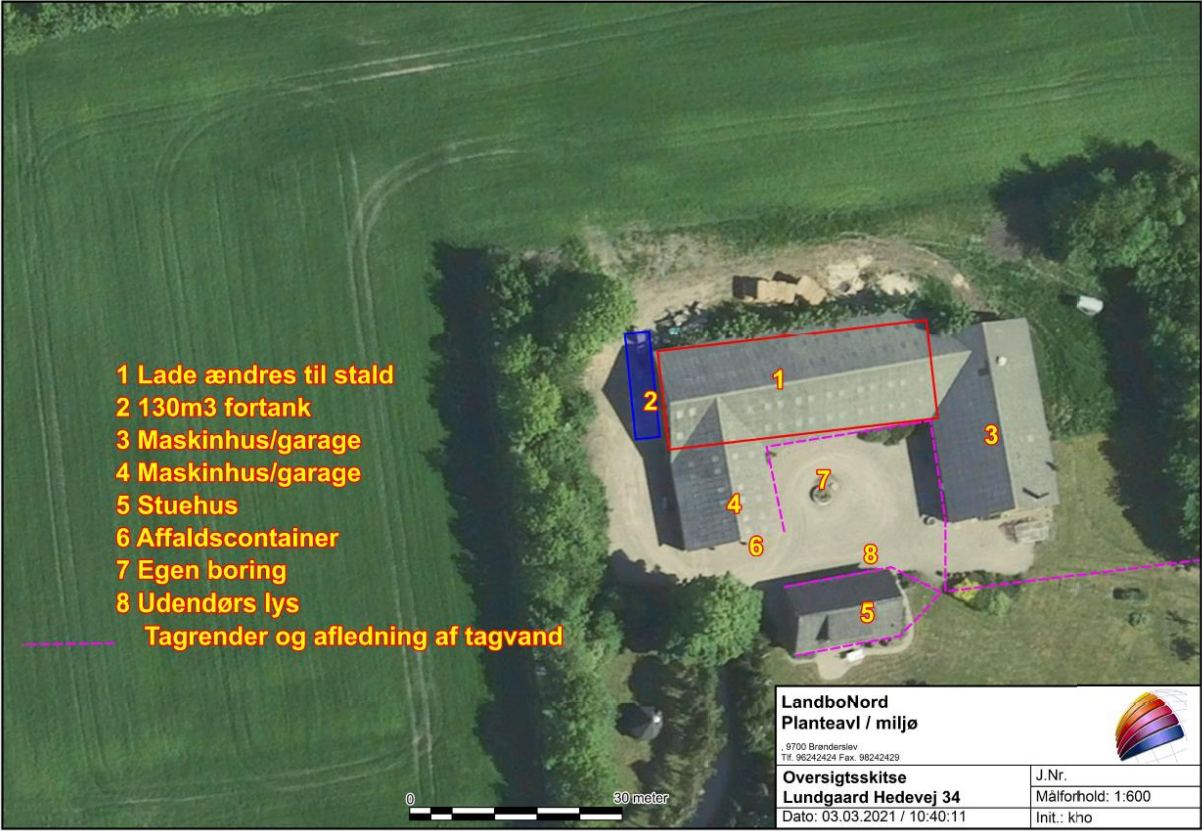 1 Lade ændres til stald
2 130m3 fortank
3 Maskinhus/garage
4 Maskinhus/garage
5 Stuehus
6 Affaldscontainer
7 Egen boring
8 Udendørs lys
Tagrender og afledning af tagvand
1
2
3
7
4
6
8
5
0 30 meter
LandboNord
Planteavl / miljø
, 9700 Brønderslev
Tlf. 96242424 Fax. 98242429
Oversigtsskitse
Lundgaard Hedevej 34
Dato: 03.03.2021 / 10:40:11
J.Nr.
Målforhold: 1:600
Init.: kho